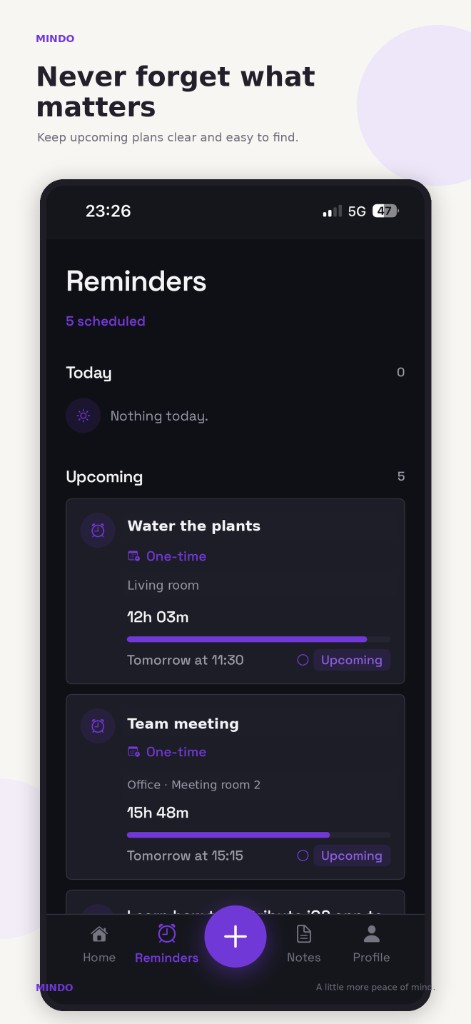 MINDO
Never forget what
matters
Keep upcoming plans clear and easy to find.
23:26 5G 47
Reminders
5 scheduled
Today 0
Nothing today.
Upcoming 5
Water the plants
One-time
Living room
12h 03m
Tomorrow at 11:30 Upcoming
Team meeting
One-time
Office · Meeting room 2
15h 48m
Tomorrow at 15:15 Upcoming
Home Reminders Notes Profile
MINDO A little more peace of mind.